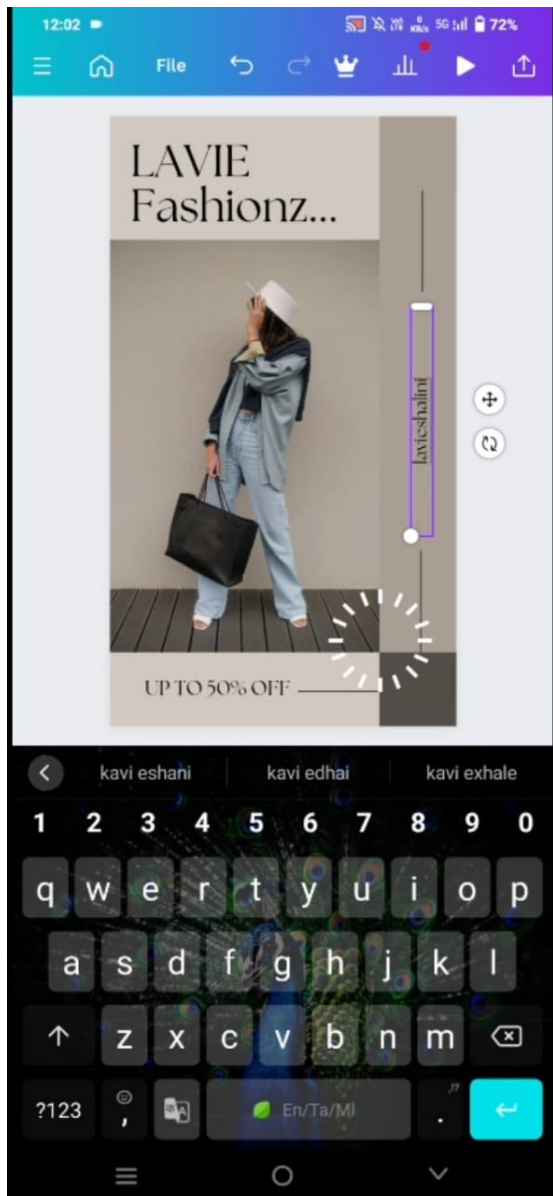 12:02
5G
72%
File
LAVIE
Fashionz...
lavieshalini
UP TO 50% OFF
kavi eshani kavi edhai kavi exhale
1 2 3 4 5 6 7 8 9 0
q w e r t y u i o p
a s d f g h j k l
z x c v b n m
?123 , En/Ta/Ml .